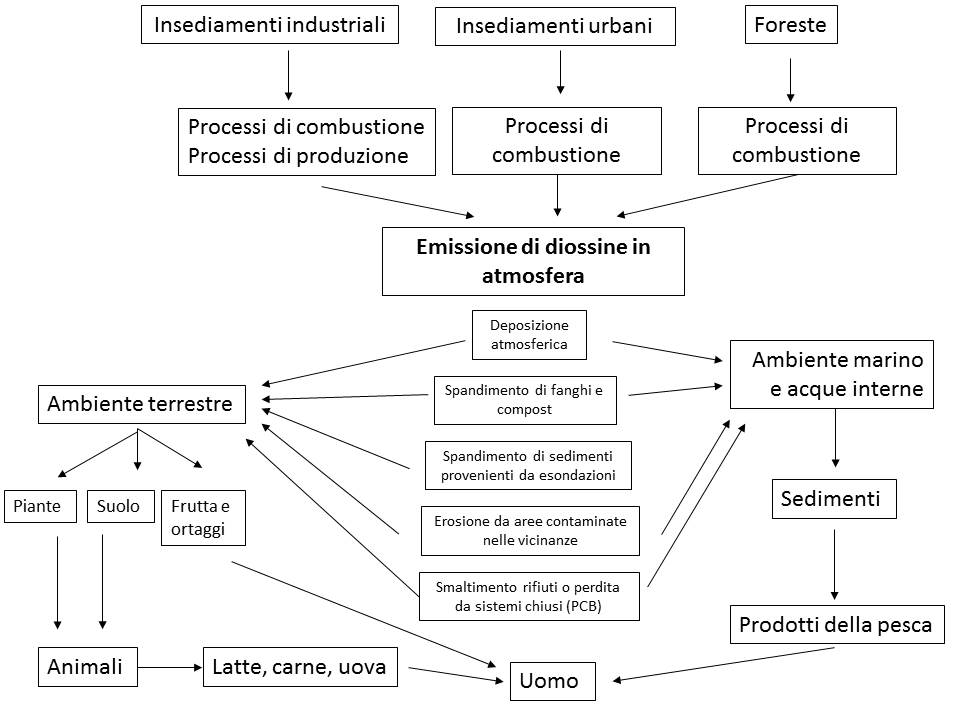 Insediamenti industriali
Insediamenti urbani
Foreste
Processi di combustione
Processi di produzione
Processi di
combustione
Processi di
combustione
Emissione di diossine in
atmosfera
Deposizione
atmosferica
Ambiente marino
e acque interne
Spandimento di fanghi e
compost
Ambiente terrestre
Spandimento di sedimenti
provenienti da esondazioni
Piante
Suolo
Frutta e
ortaggi
Sedimenti
Erosione da aree contaminate
nelle vicinanze
Smaltimento rifiuti o perdita
da sistemi chiusi (PCB)
Prodotti della pesca
Animali
Latte, carne, uova
Uomo